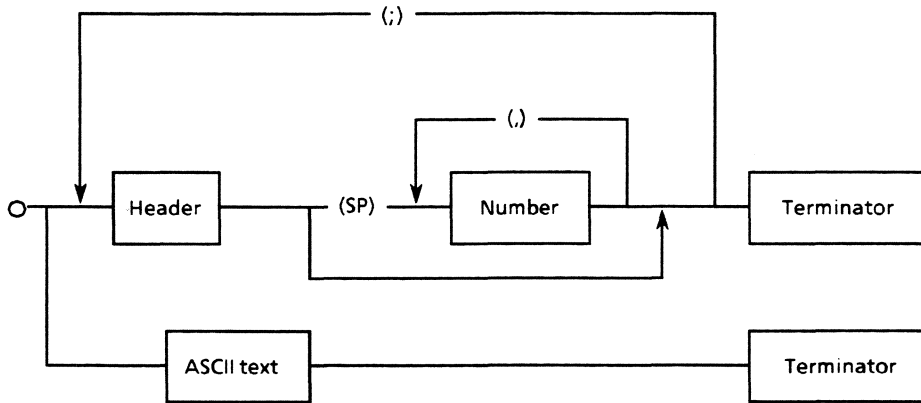 (;)
(,)
Header
(SP)
Number
Terminator
ASCII text
Terminator